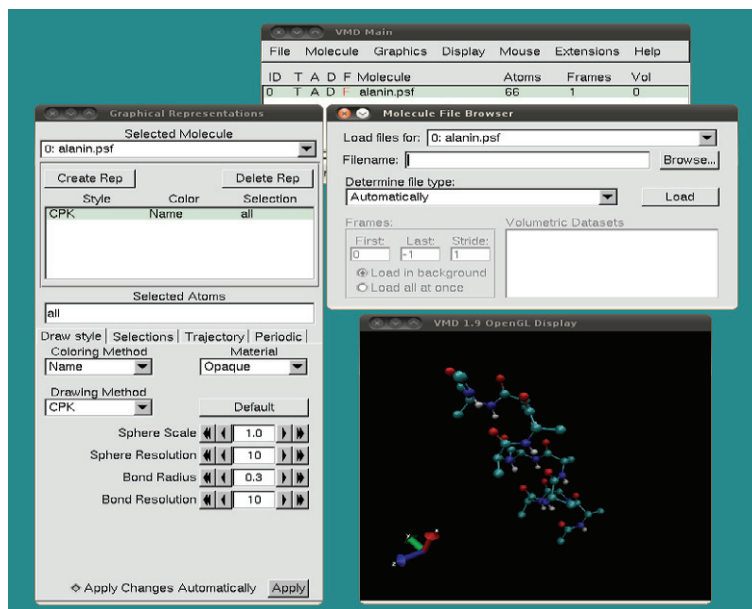 VMD Main
File Molecule Graphics Display Mouse Extensions Help
ID T A D F Molecule Atoms Frames Vol
0 T A D F alanin.psf 66 1 0
Graphical Representations
Selected Molecule
0: alanin.psf
Create Rep Delete Rep
Style Color Selection
CPK Name all
Selected Atoms
all
Draw style Selections Trajectory Periodic
Coloring Method Material
Name Opaque
Drawing Method
CPK Default
Sphere Scale 1.0
Sphere Resolution 10
Bond Radius 0.3
Bond Resolution 10
Apply Changes Automatically Apply
Molecule File Browser
Load files for: 0: alanin.psf
Filename: Browse...
Determine file type:
Automatically Load
Frames: Volumetric Datasets
First: Last: Stride:
0 -1 1
Load in background
Load all at once
VMD 1.9 OpenGL Display